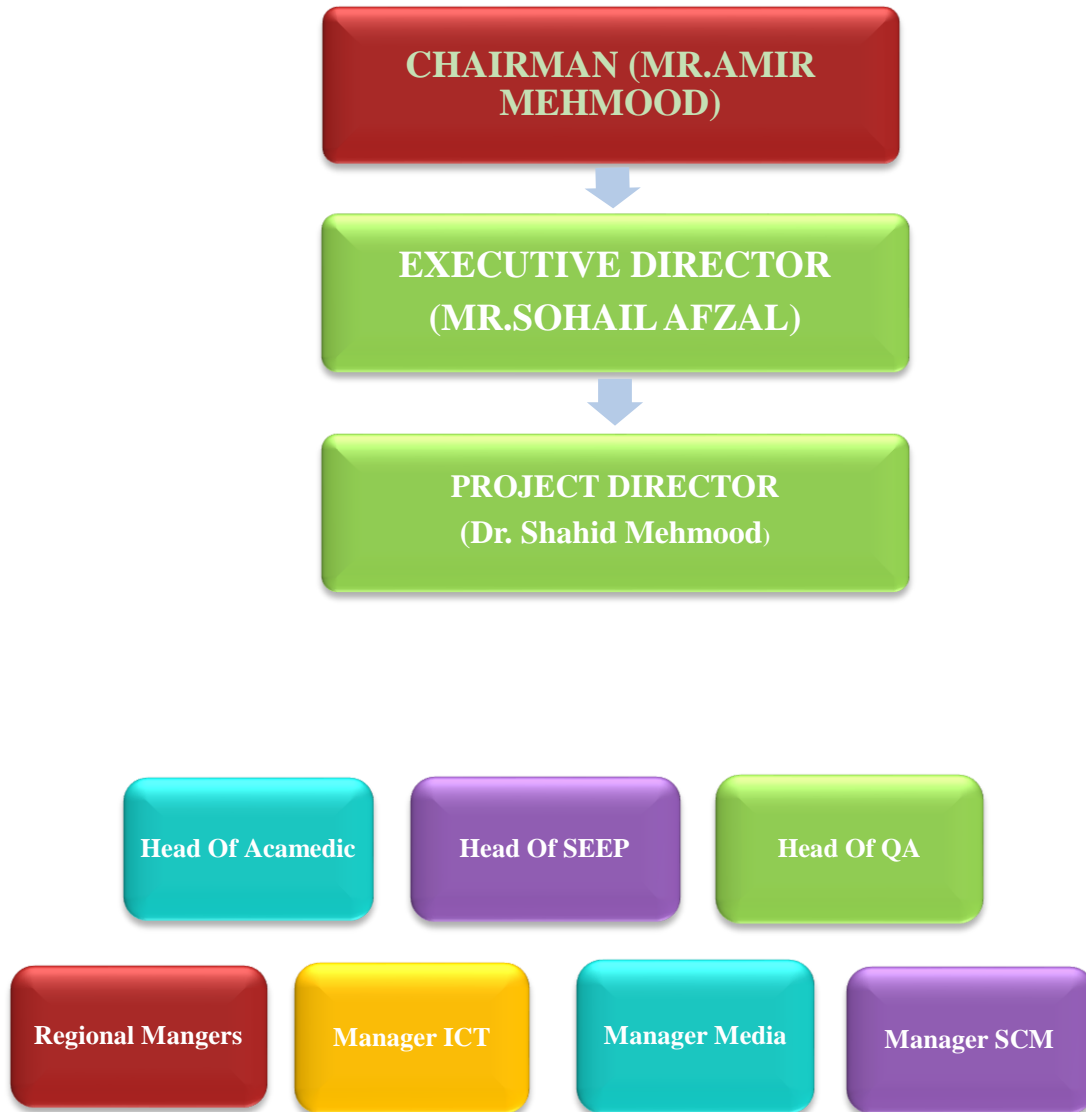 CHAIRMAN (MR.AMIR
MEHMOOD)
EXECUTIVE DIRECTOR
(MR.SOHAIL AFZAL)
PROJECT DIRECTOR
(Dr. Shahid Mehmood)
Head Of Acamedic
Head Of SEEP
Head Of QA
Regional Mangers
Manager ICT
Manager Media
Manager SCM